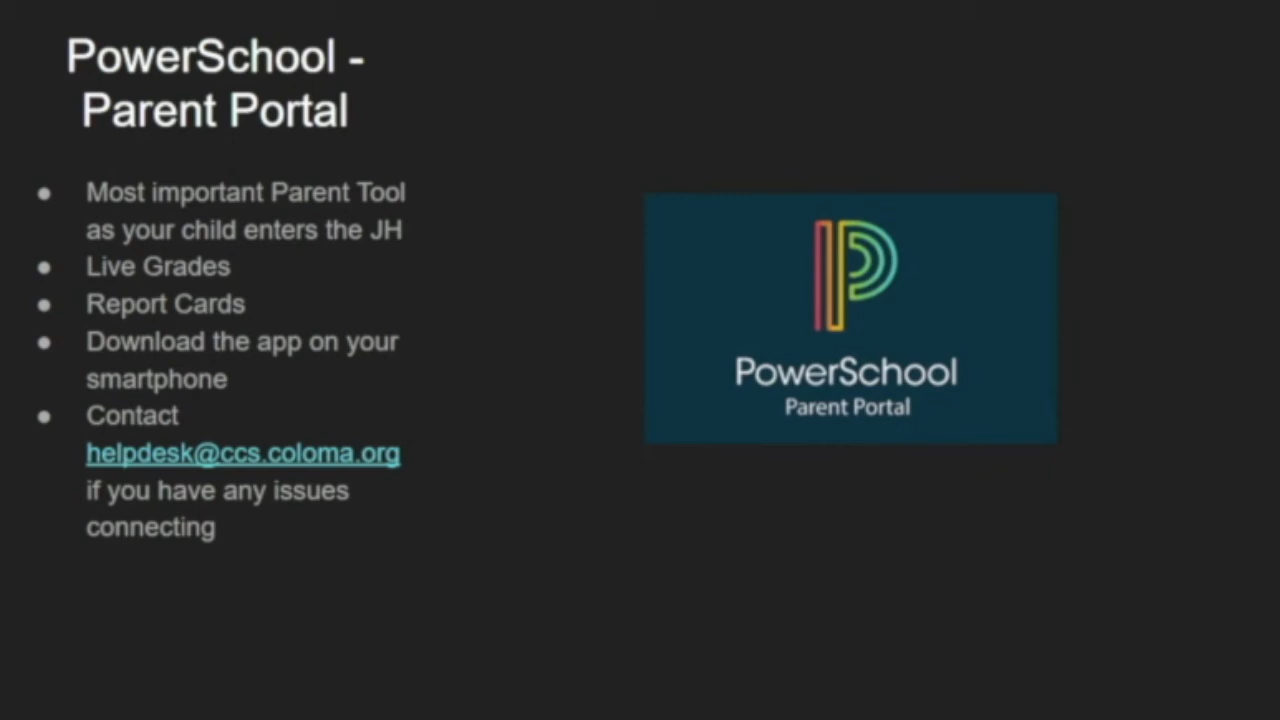 PowerSchool -
Parent Portal
● Most important Parent Tool
as your child enters the JH
● Live Grades
● Report Cards
● Download the app on your
smartphone
● Contact
helpdesk@ccs.coloma.org
if you have any issues
connecting
PowerSchool
Parent Portal